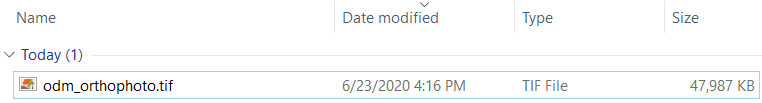 Name Date modified Type Size
Today (1)
odm_orthophoto.tif 6/23/2020 4:16 PM TIF File 47,987 KB